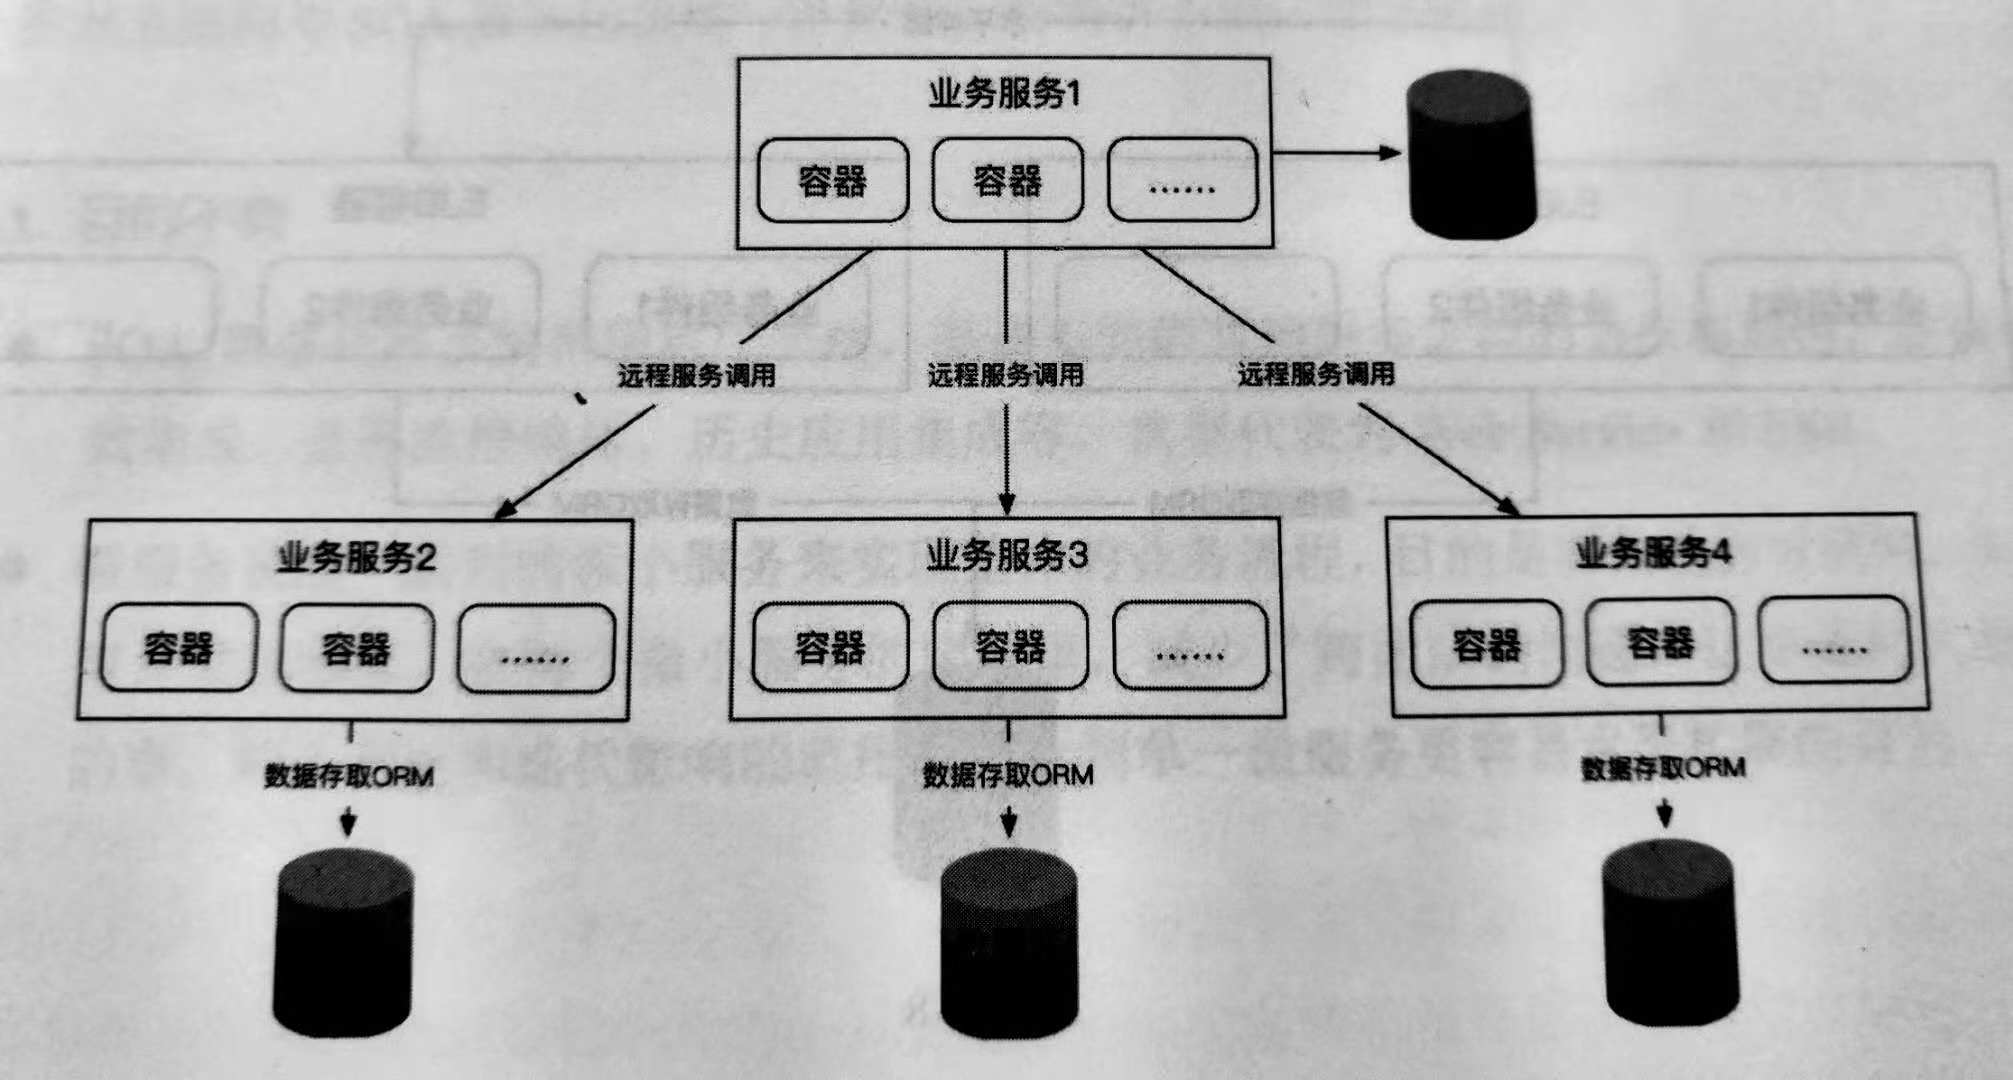 业务服务1
容器 容器 ……
远程服务调用 远程服务调用 远程服务调用
业务服务2 业务服务3 业务服务4
容器 容器 …… 容器 容器 …… 容器 容器 ……
数据存取ORM 数据存取ORM 数据存取ORM